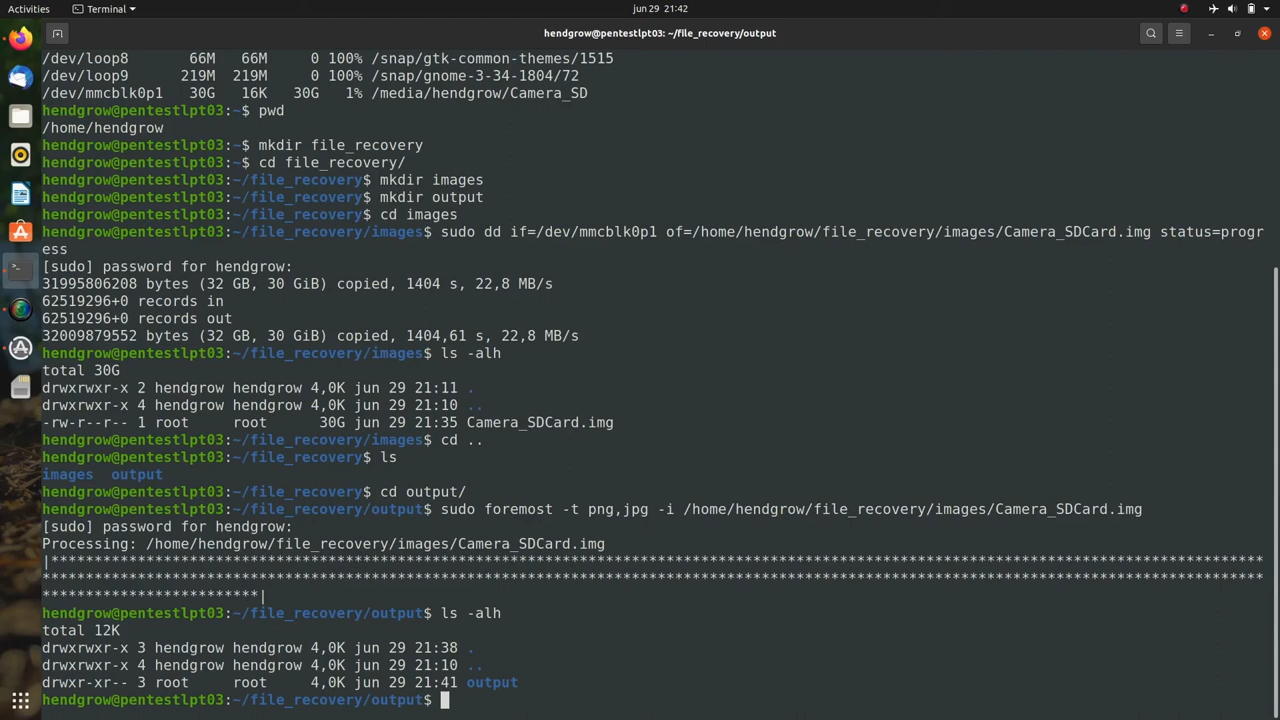 Activities
Terminal
jun 29 21:42
hendgrow@pentestlpt03: ~/file_recovery/output
/dev/loop8 66M 66M 0 100% /snap/gtk-common-themes/1515
/dev/loop9 219M 219M 0 100% /snap/gnome-3-34-1804/72
/dev/mmcblk0p1 30G 16K 30G 1% /media/hendgrow/Camera_SD
hendgrow@pentestlpt03:~$ pwd
/home/hendgrow
hendgrow@pentestlpt03:~$ mkdir file_recovery
hendgrow@pentestlpt03:~$ cd file_recovery/
hendgrow@pentestlpt03:~/file_recovery$ mkdir images
hendgrow@pentestlpt03:~/file_recovery$ mkdir output
hendgrow@pentestlpt03:~/file_recovery$ cd images
hendgrow@pentestlpt03:~/file_recovery/images$ sudo dd if=/dev/mmcblk0p1 of=/home/hendgrow/file_recovery/images/Camera_SDCard.img status=progr
ess
[sudo] password for hendgrow:
31995806208 bytes (32 GB, 30 GiB) copied, 1404 s, 22,8 MB/s
62519296+0 records in
62519296+0 records out
32009879552 bytes (32 GB, 30 GiB) copied, 1404,61 s, 22,8 MB/s
hendgrow@pentestlpt03:~/file_recovery/images$ ls -alh
total 30G
drwxrwxr-x 2 hendgrow hendgrow 4,0K jun 29 21:11 .
drwxrwxr-x 4 hendgrow hendgrow 4,0K jun 29 21:10 ..
-rw-r--r-- 1 root root 30G jun 29 21:35 Camera_SDCard.img
hendgrow@pentestlpt03:~/file_recovery/images$ cd ..
hendgrow@pentestlpt03:~/file_recovery$ ls
images output
hendgrow@pentestlpt03:~/file_recovery$ cd output/
hendgrow@pentestlpt03:~/file_recovery/output$ sudo foremost -t png,jpg -i /home/hendgrow/file_recovery/images/Camera_SDCard.img
[sudo] password for hendgrow:
Processing: /home/hendgrow/file_recovery/images/Camera_SDCard.img
|********************************************************************************************************************************************
*********************************************************************************************************************************************
*************************|
hendgrow@pentestlpt03:~/file_recovery/output$ ls -alh
total 12K
drwxrwxr-x 3 hendgrow hendgrow 4,0K jun 29 21:38 .
drwxrwxr-x 4 hendgrow hendgrow 4,0K jun 29 21:10 ..
drwxr-xr-- 3 root root 4,0K jun 29 21:41 output
hendgrow@pentestlpt03:~/file_recovery/output$